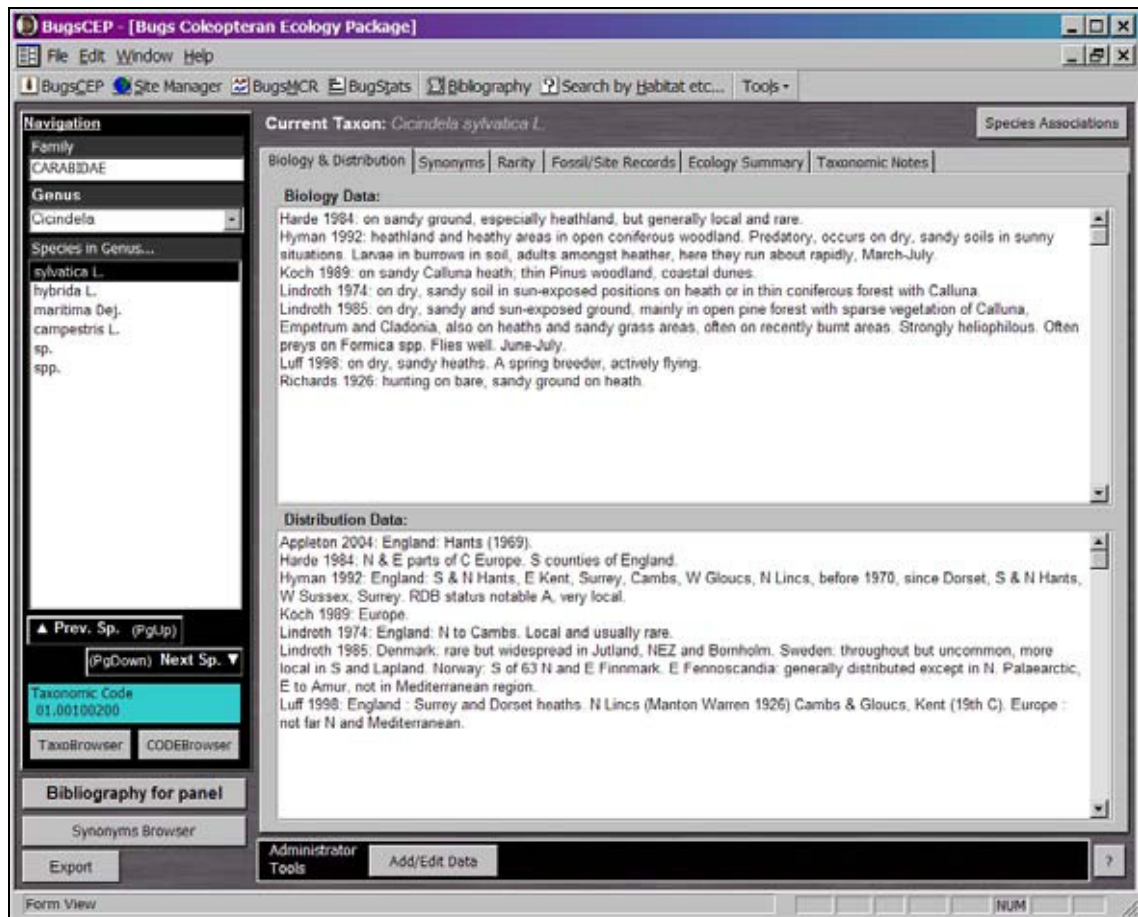 BugsCEP - [Bugs Coleopteran Ecology Package]
File Edit Window Help
BugsCEP Site Manager BugsMCR BugStats Bibliography Search by Habitat etc... Tools
Navigation
Family
CARABIDAE
Genus
Cicindela
Species in Genus...
sylvatica L.
hybrida L.
maritima Dej.
campestris L.
sp.
spp.
▲ Prev. Sp. (PgUp)
(PgDown) Next Sp. ▼
Taxonomic Code
01.00100200
TaxoBrowser CODEBrowser
Bibliography for panel
Synonyms Browser
Export
Current Taxon: Cicindela sylvatica L.
Species Associations
Biology & Distribution Synonyms Rarity Fossil/Site Records Ecology Summary Taxonomic Notes
Biology Data:
Harde 1984: on sandy ground, especially heathland, but generally local and rare.
Hyman 1992: heathland and heathy areas in open coniferous woodland. Predatory, occurs on dry, sandy soils in sunny
situations. Larvae in burrows in soil, adults amongst heather, here they run about rapidly, March-July.
Koch 1989: on sandy Calluna heath; thin Pinus woodland, coastal dunes.
Lindroth 1974: on dry, sandy soil in sun-exposed positions on heath or in thin coniferous forest with Calluna.
Lindroth 1985: on dry, sandy and sun-exposed ground, mainly in open pine forest with sparse vegetation of Calluna,
Empetrum and Cladonia, also on heaths and sandy grass areas, often on recently burnt areas. Strongly heliophilous. Often
preys on Formica spp. Flies well. June-July.
Luff 1998: on dry, sandy heaths. A spring breeder, actively flying.
Richards 1926: hunting on bare, sandy ground on heath.
Distribution Data:
Appleton 2004: England: Hants (1969).
Harde 1984: N & E parts of C Europe. S counties of England.
Hyman 1992: England: S & N Hants, E Kent, Surrey, Cambs, W Gloucs, N Lincs, before 1970, since Dorset, S & N Hants,
W Sussex, Surrey. RDB status notable A, very local.
Koch 1989: Europe.
Lindroth 1974: England: N to Cambs. Local and usually rare.
Lindroth 1985: Denmark: rare but widespread in Jutland, NEZ and Bornholm. Sweden: throughout but uncommon, more
local in S and Lapland. Norway: S of 63 N and E Finnmark. E Fennoscandia: generally distributed except in N. Palaearctic,
E to Amur, not in Mediterranean region.
Luff 1998: England : Surrey and Dorset heaths. N Lincs (Manton Warren 1926) Cambs & Gloucs, Kent (19th C). Europe :
not far N and Mediterranean.
Administrator
Tools
Add/Edit Data
?
Form View
NUM